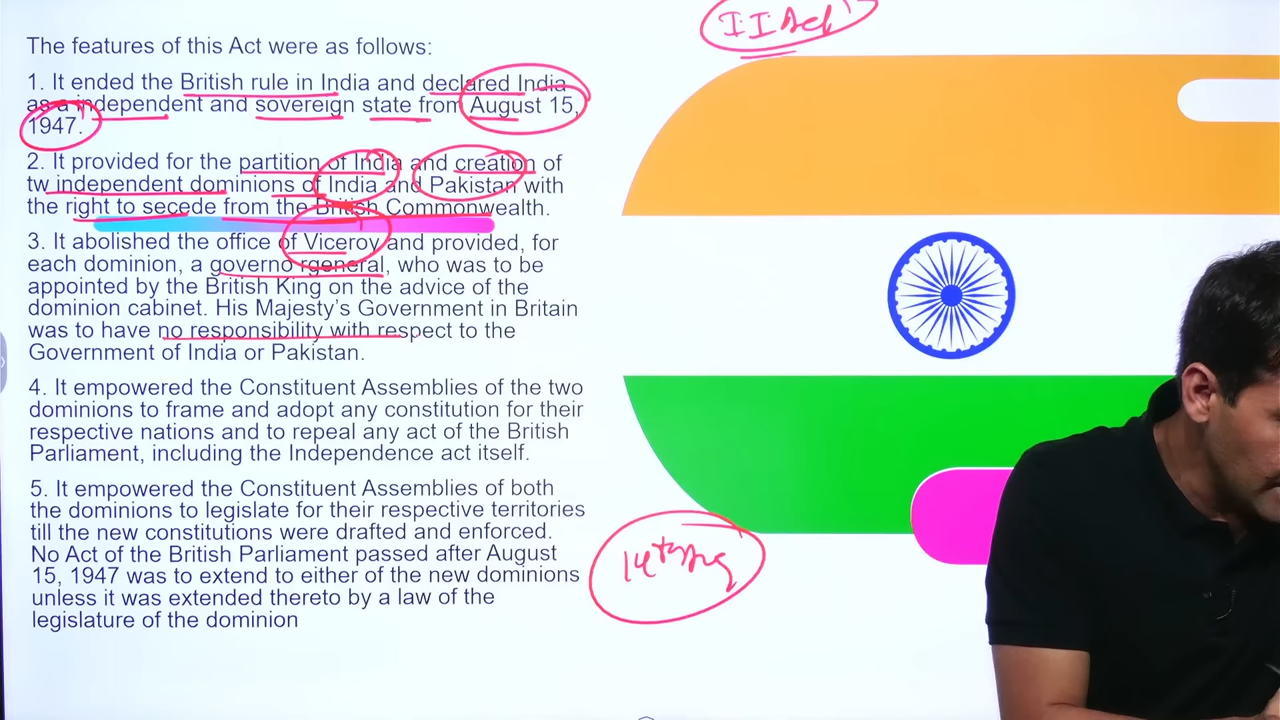 I I Act
The features of this Act were as follows:
1. It ended the British rule in India and declared India
as a independent and sovereign state from August 15,
1947.
2. It provided for the partition of India and creation of
tw independent dominions of India and Pakistan with
the right to secede from the British Commonwealth.
3. It abolished the office of Viceroy and provided, for
each dominion, a governo rgeneral, who was to be
appointed by the British King on the advice of the
dominion cabinet. His Majesty’s Government in Britain
was to have no responsibility with respect to the
Government of India or Pakistan.
4. It empowered the Constituent Assemblies of the two
dominions to frame and adopt any constitution for their
respective nations and to repeal any act of the British
Parliament, including the Independence act itself.
5. It empowered the Constituent Assemblies of both
the dominions to legislate for their respective territories
till the new constitutions were drafted and enforced.
No Act of the British Parliament passed after August
15, 1947 was to extend to either of the new dominions
unless it was extended thereto by a law of the
legislature of the dominion
14th Aug